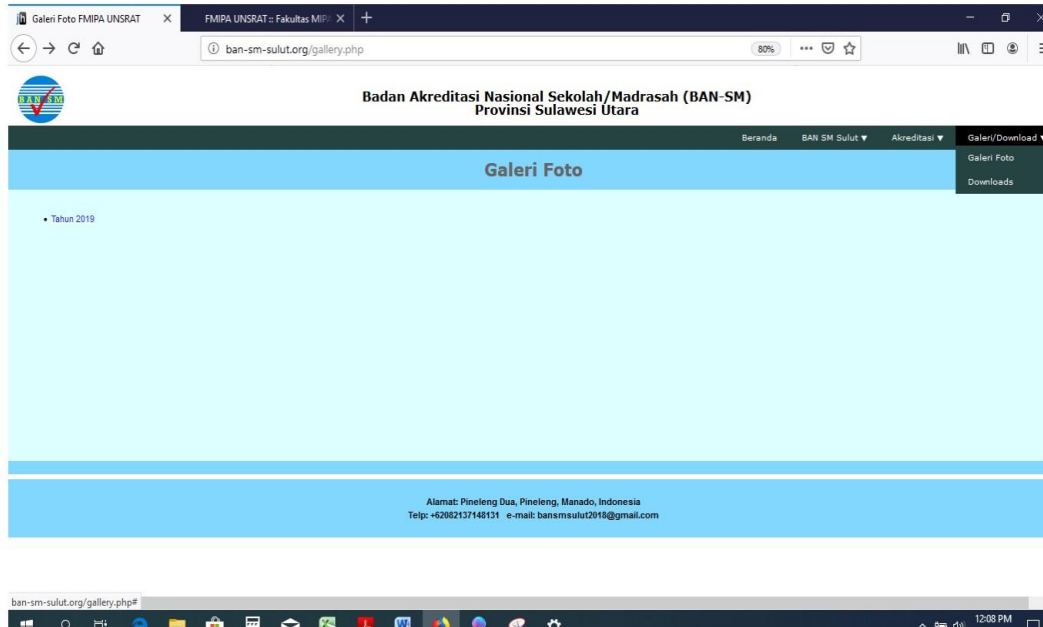 Galeri Foto FMIPA UNSRAT
FMIPA UNSRAT :: Fakultas MIP
ban-sm-sulut.org/gallery.php
80%
BAN-SM
Badan Akreditasi Nasional Sekolah/Madrasah (BAN-SM)
Provinsi Sulawesi Utara
Beranda BAN SM Sulut ▼ Akreditasi ▼ Galeri/Download ▼
Galeri Foto
Downloads
Galeri Foto
• Tahun 2019
Alamat: Pineleng Dua, Pineleng, Manado, Indonesia
Telp: +62082137148131 e-mail: bansmsulut2018@gmail.com
ban-sm-sulut.org/gallery.php#
12:08 PM